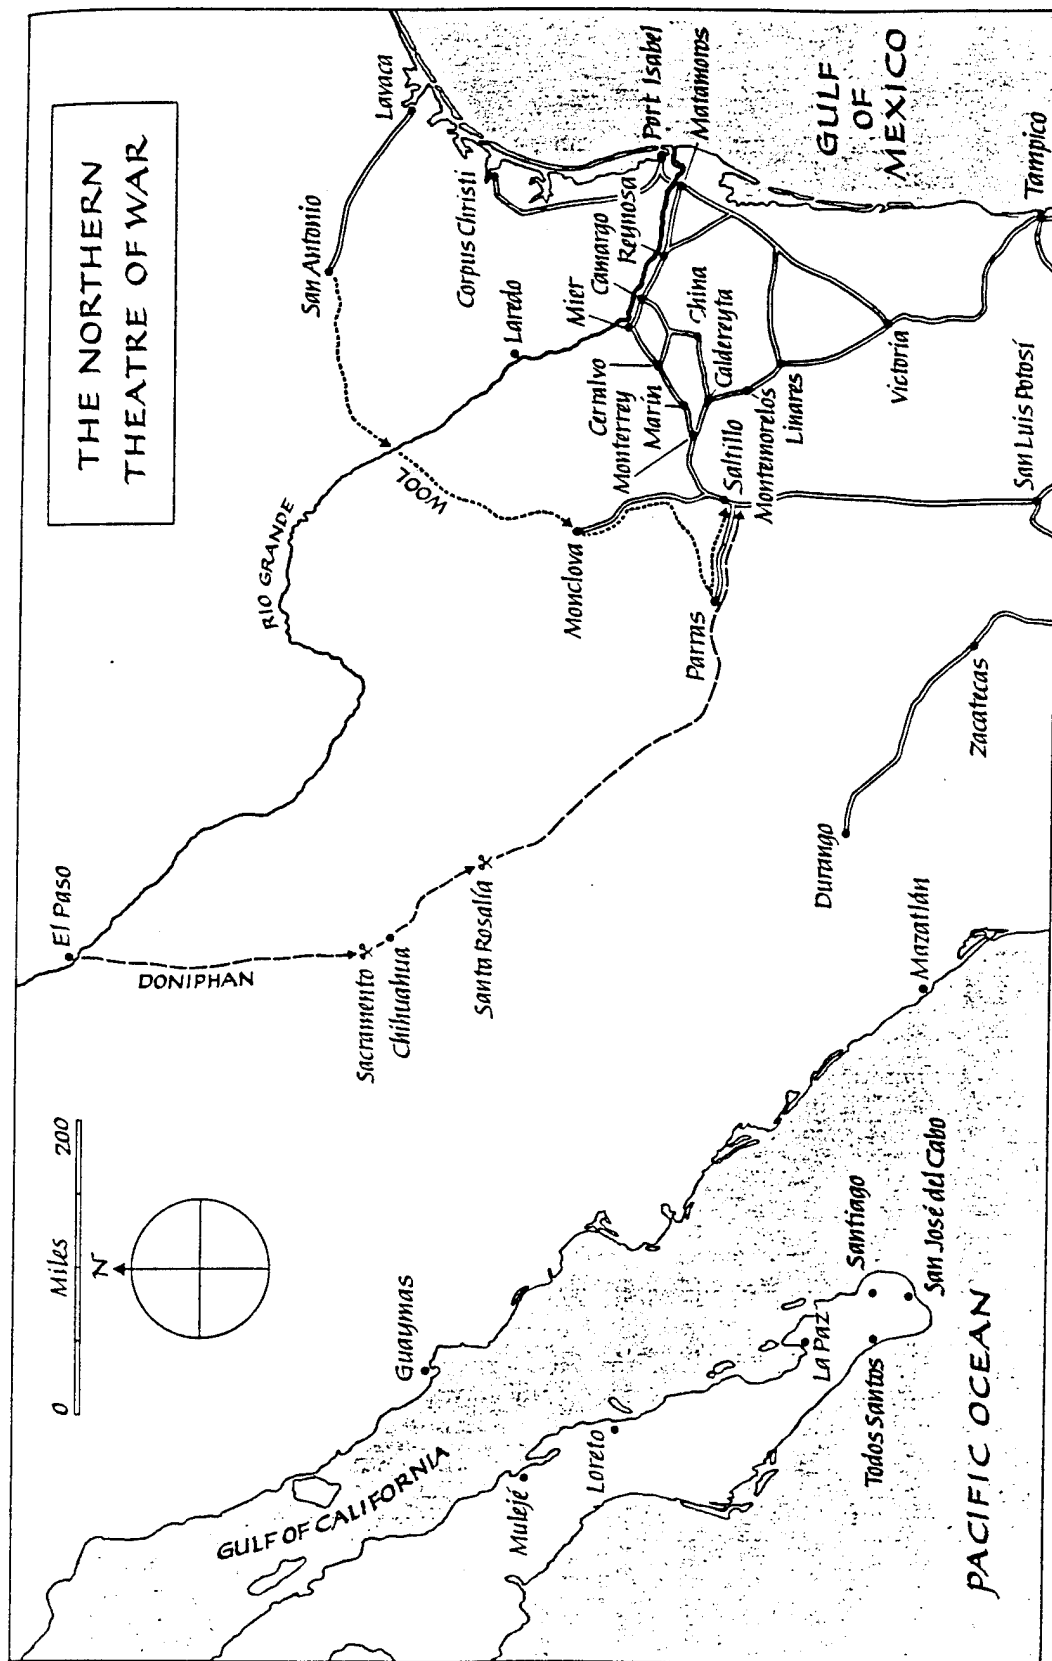 THE NORTHERN
THEATRE OF WAR
0 Miles 200
N
El Paso
DONIPHAN
Sacramento
Chihuahua
Santa Rosalía
RIO GRANDE
San Antonio
Lavaca
Corpus Christi
Laredo
WOOL
Monclova
Parras
Mier
Camargo
Reynosa
Port Isabel
Matamoros
Cerralvo
Monterrey
Marín
China
Caldereyta
Saltillo
Montemorelos
Linares
Victoria
GULF
OF
MEXICO
Tampico
San Luis Potosí
Zacatecas
Durango
Mazatlán
Guaymas
GULF OF CALIFORNIA
Mulejé
Loreto
La Paz
Todos Santos
Santiago
San José del Cabo
PACIFIC OCEAN